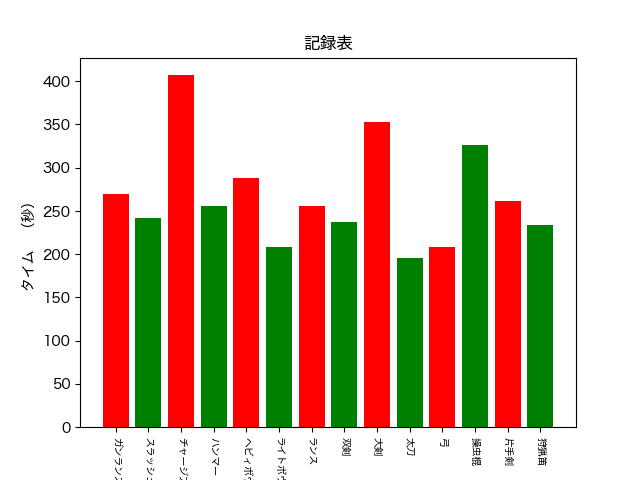 記録表
タイム （秒）
400
350
300
250
200
150
100
50
0
ガンランス
スラッシュ
チャージア
ハンマー
ヘビィボウ
ライトボウ
ランス
双剣
大剣
太刀
弓
操虫棍
片手剣
狩猟笛